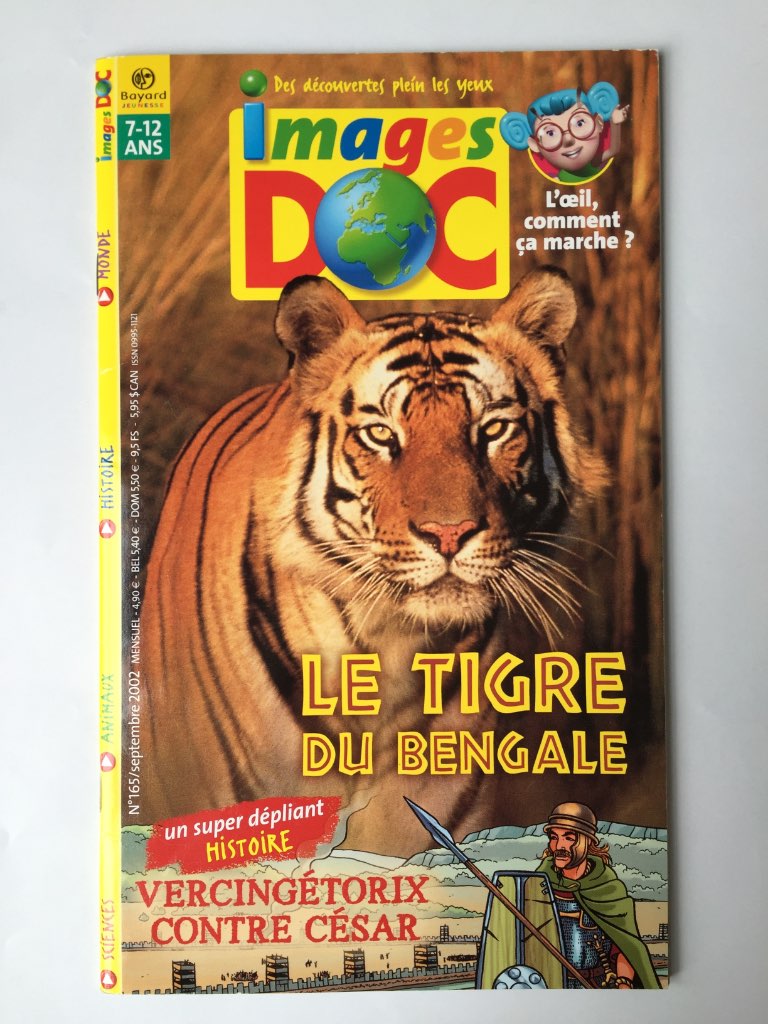 Bayard
JEUNESSE
7-12
ANS
Des découvertes plein les yeux
images
DOC
L'œil,
comment
ça marche ?
images DOC
MONDE
HISTOIRE
ANIMAUX
SCIENCES
N°165/septembre 2002 MENSUEL - 4,90 € - BEL 5,40 € - DOM 5,50 € - 9,5 FS - 5,95 $ CAN ISSN 0995-1121
LE TIGRE
DU BENGALE
un super dépliant
HISTOIRE
VERCINGÉTORIX
CONTRE CÉSAR